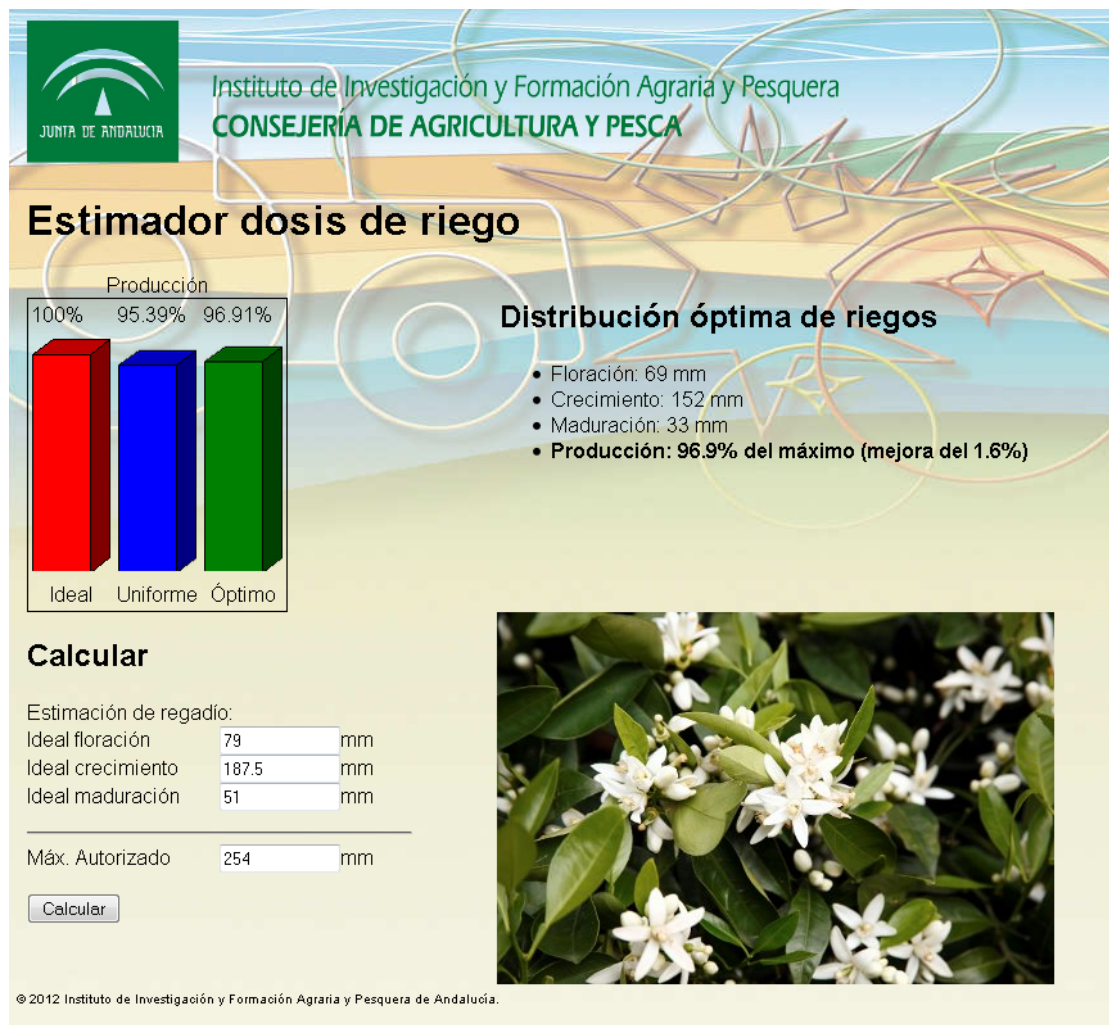 JUNTA DE ANDALUCIA
Instituto de Investigación y Formación Agraria y Pesquera
CONSEJERÍA DE AGRICULTURA Y PESCA
Estimador dosis de riego
Producción
100% 95.39% 96.91%
Ideal Uniforme Óptimo
Distribución óptima de riegos
• Floración: 69 mm
• Crecimiento: 152 mm
• Maduración: 33 mm
• Producción: 96.9% del máximo (mejora del 1.6%)
Calcular
Estimación de regadío:
Ideal floración 79 mm
Ideal crecimiento 187.5 mm
Ideal maduración 51 mm
Máx. Autorizado 254 mm
Calcular
© 2012 Instituto de Investigación y Formación Agraria y Pesquera de Andalucía.